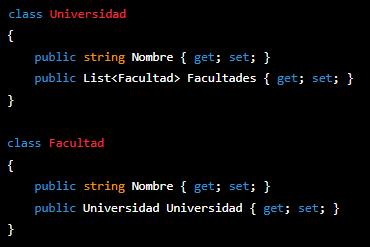 class Universidad
{
    public string Nombre { get; set; }
    public List<Facultad> Facultades { get; set; }
}

class Facultad
{
    public string Nombre { get; set; }
    public Universidad Universidad { get; set; }
}